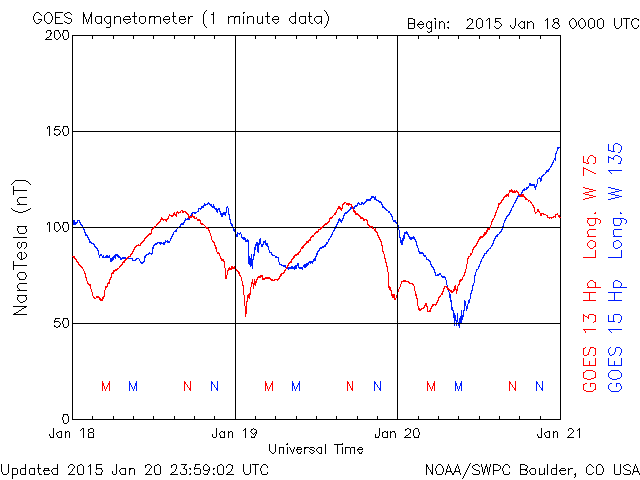 GOES Magnetometer (1 minute data)
Begin: 2015 Jan 18 0000 UTC
200
150
100
50
0
NanoTesla (nT)
M M N N M M N N M M N N
Jan 18 Jan 19 Jan 20 Jan 21
Universal Time
GOES 13 Hp Long. W 75
GOES 15 Hp Long. W 135
Updated 2015 Jan 20 23:59:02 UTC
NOAA/SWPC Boulder, CO USA